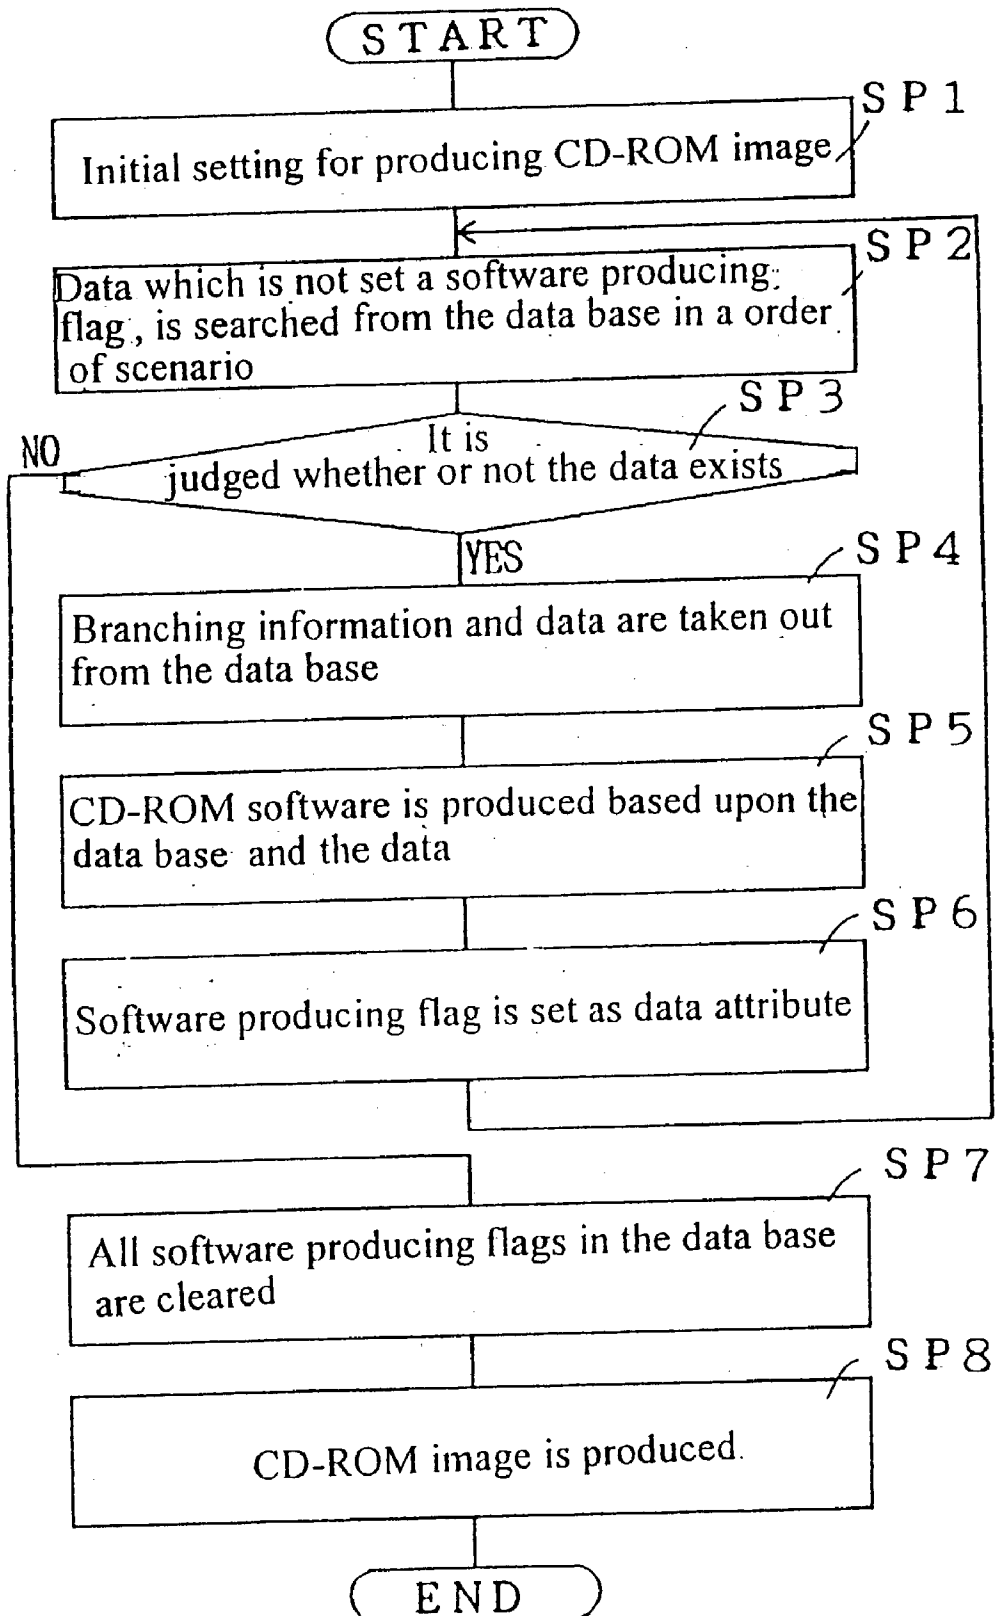 START
SP1
Initial setting for producing CD-ROM image
SP2
Data which is not set a software producing
flag, is searched from the data base in a order
of scenario
SP3
NO
It is
judged whether or not the data exists
YES
SP4
Branching information and data are taken out
from the data base
SP5
CD-ROM software is produced based upon the
data base and the data
SP6
Software producing flag is set as data attribute
SP7
All software producing flags in the data base
are cleared
SP8
CD-ROM image is produced.
END